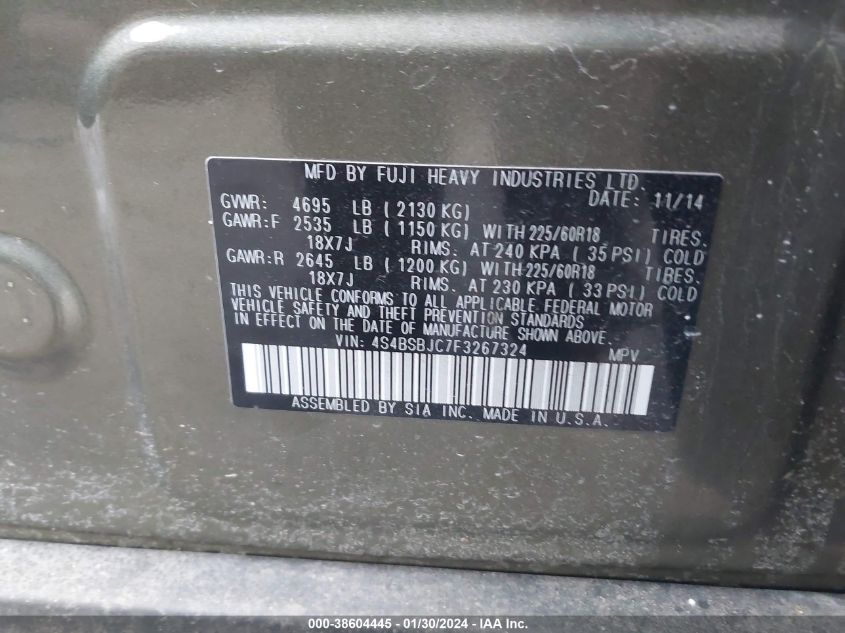 MFD BY FUJI HEAVY INDUSTRIES LTD.
DATE: 11/14
GVWR: 4695 LB ( 2130 KG)
GAWR:F 2535 LB ( 1150 KG) WITH 225/60R18 TIRES.
18X7J RIMS. AT 240 KPA ( 35 PSI) COLD
GAWR:R 2645 LB ( 1200 KG) WITH 225/60R18 TIRES.
18X7J RIMS. AT 230 KPA ( 33 PSI) COLD
THIS VEHICLE CONFORMS TO ALL APPLICABLE FEDERAL MOTOR
VEHICLE SAFETY AND THEFT PREVENTION STANDARDS
IN EFFECT ON THE DATE OF MANUFACTURE SHOWN ABOVE.
VIN: 4S4BSBJC7F3267324 MPV
ASSEMBLED BY SIA INC. MADE IN U.S.A.
000-38604445 - 01/30/2024 - IAA Inc.